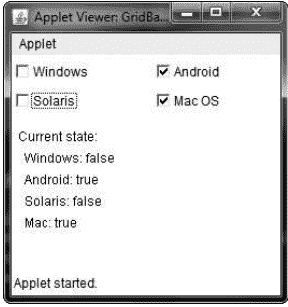 Applet Viewer: GridBa...
Applet
Windows
Android
Solaris
Mac OS
Current state:
Windows: false
Android: true
Solaris: false
Mac: true
Applet started.